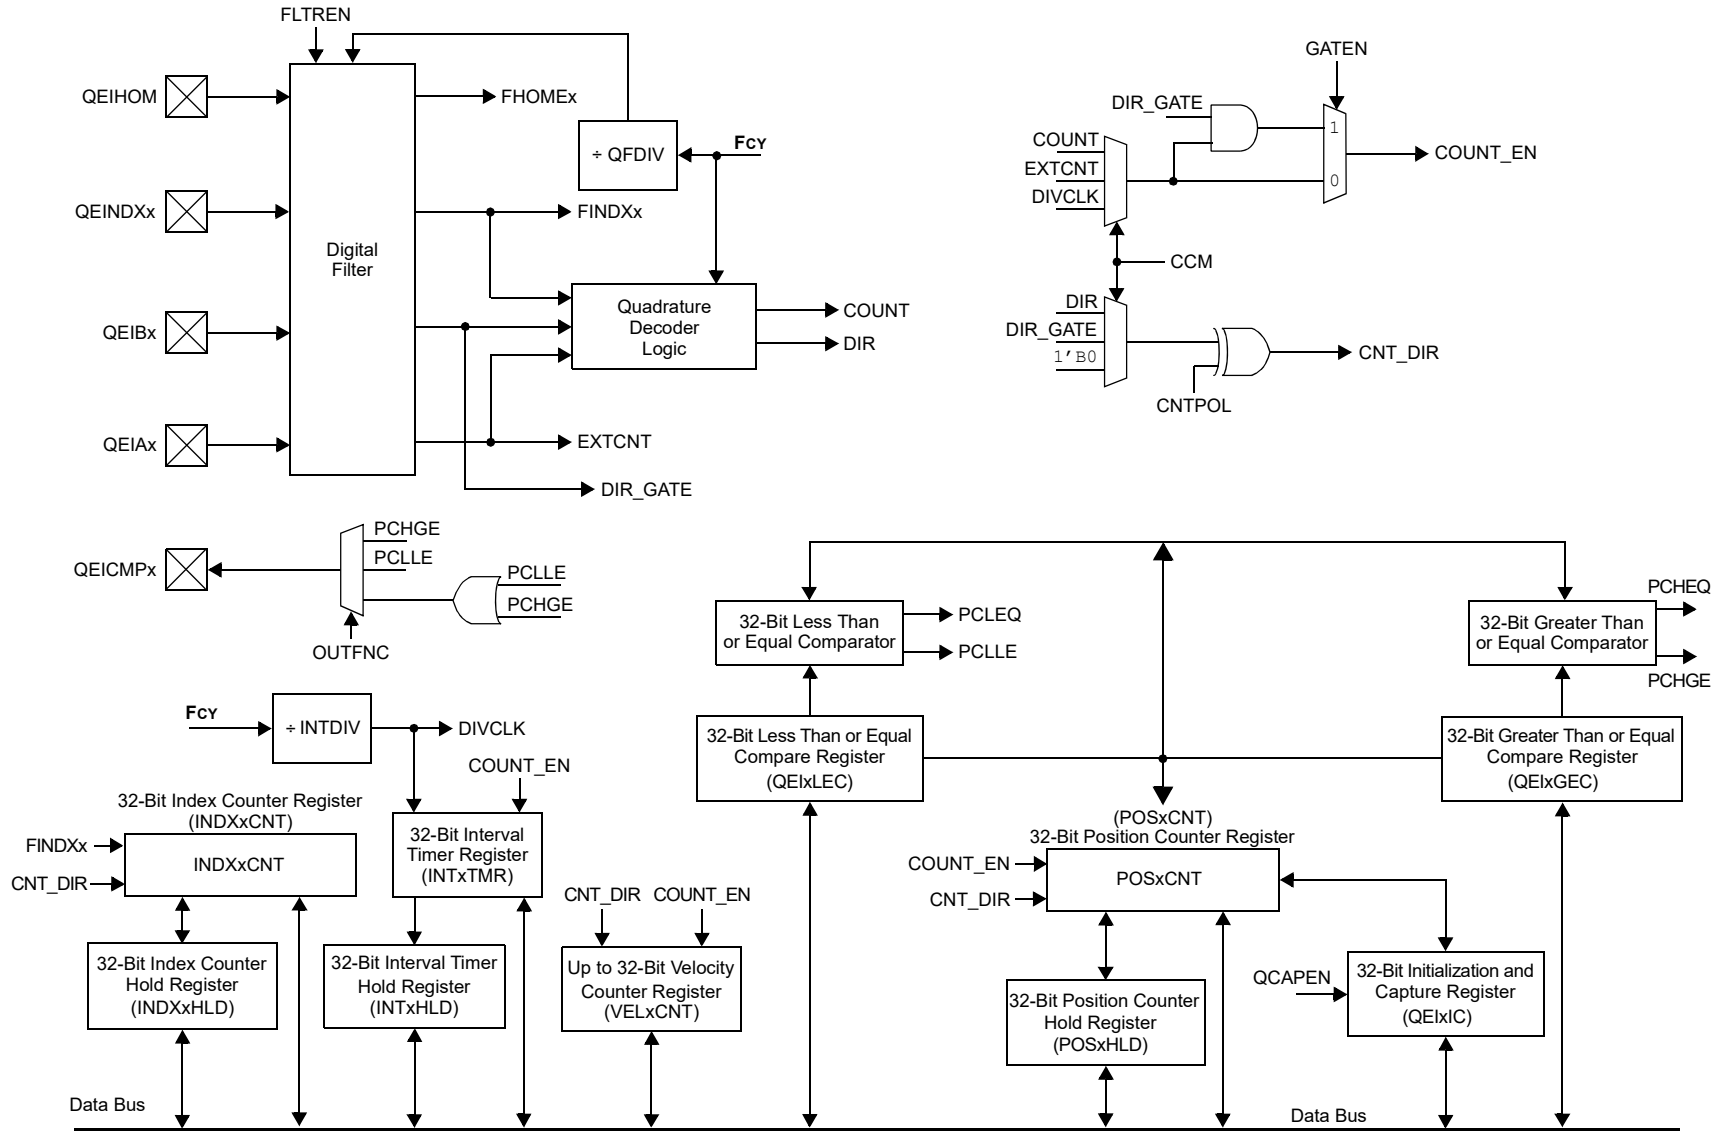 FLTREN
QEIHOM
FHOMEx
÷ QFDIV
FCY
QEINDXx
FINDXx
Digital
Filter
QEIBx
Quadrature
Decoder
Logic
COUNT
DIR
QEIAx
EXTCNT
DIR_GATE
GATEN
DIR_GATE
1
COUNT
EXTCNT
DIVCLK
COUNT_EN
0
CCM
DIR
DIR_GATE
1'B0
CNT_DIR
CNTPOL
QEICMPx
PCHGE
PCLLE
PCLLE
PCHGE
OUTFNC
32-Bit Less Than
or Equal Comparator
PCLEQ
PCLLE
32-Bit Greater Than
or Equal Comparator
PCHEQ
PCHGE
32-Bit Less Than or Equal
Compare Register
(QEIxLEC)
32-Bit Greater Than or Equal
Compare Register
(QEIxGEC)
FCY
÷ INTDIV
DIVCLK
COUNT_EN
32-Bit Index Counter Register
(INDXxCNT)
FINDXx
CNT_DIR
INDXxCNT
32-Bit Interval
Timer Register
(INTxTMR)
(POSxCNT)
32-Bit Position Counter Register
COUNT_EN
CNT_DIR
POSxCNT
CNT_DIR
COUNT_EN
32-Bit Index Counter
Hold Register
(INDXxHLD)
32-Bit Interval Timer
Hold Register
(INTxHLD)
Up to 32-Bit Velocity
Counter Register
(VELxCNT)
32-Bit Position Counter
Hold Register
(POSxHLD)
QCAPEN
32-Bit Initialization and
Capture Register
(QEIxIC)
Data Bus
Data Bus